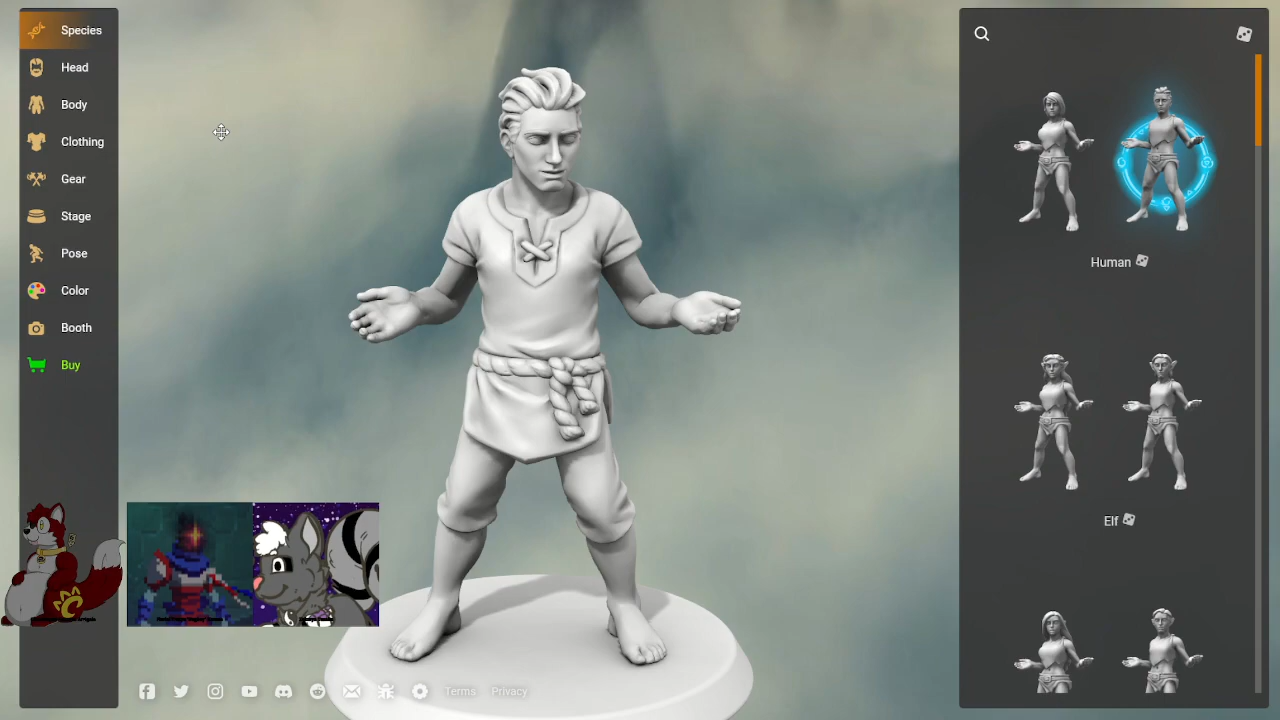 Species
Head
Body
Clothing
Gear
Stage
Pose
Color
Booth
Buy
Human
Elf
Terms
Privacy